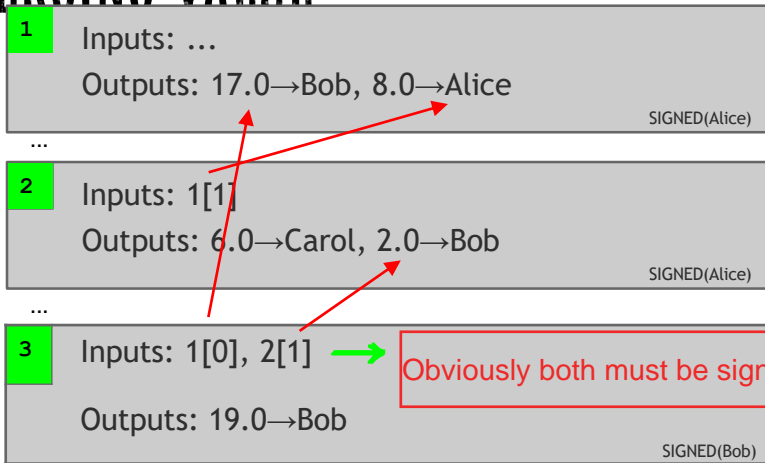 1
Inputs: ...
Outputs: 17.0→Bob, 8.0→Alice
SIGNED(Alice)
...
2
Inputs: 1[1]
Outputs: 6.0→Carol, 2.0→Bob
SIGNED(Alice)
...
3
Inputs: 1[0], 2[1]
Obviously both must be sign
Outputs: 19.0→Bob
SIGNED(Bob)